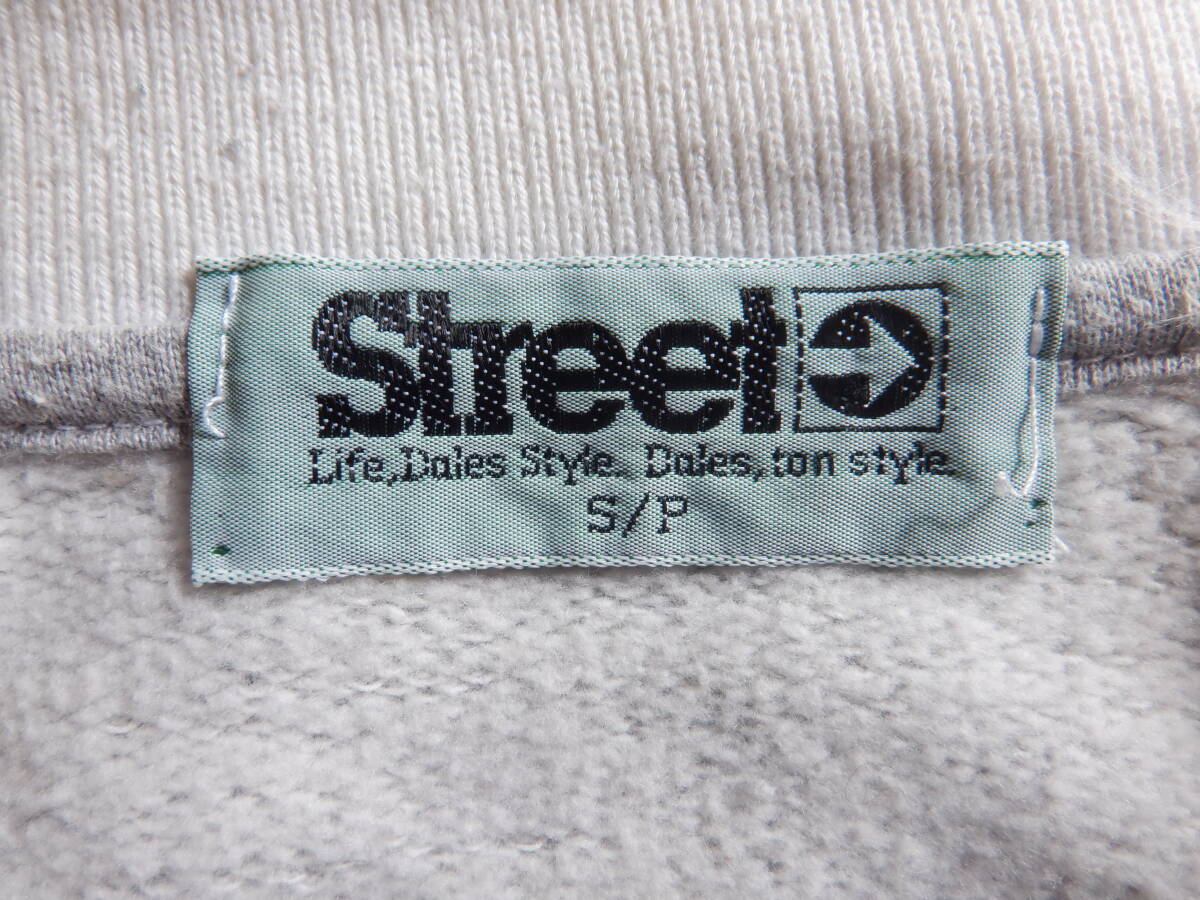 Street
Life,Dales Style. Dales,ton style.
S/P